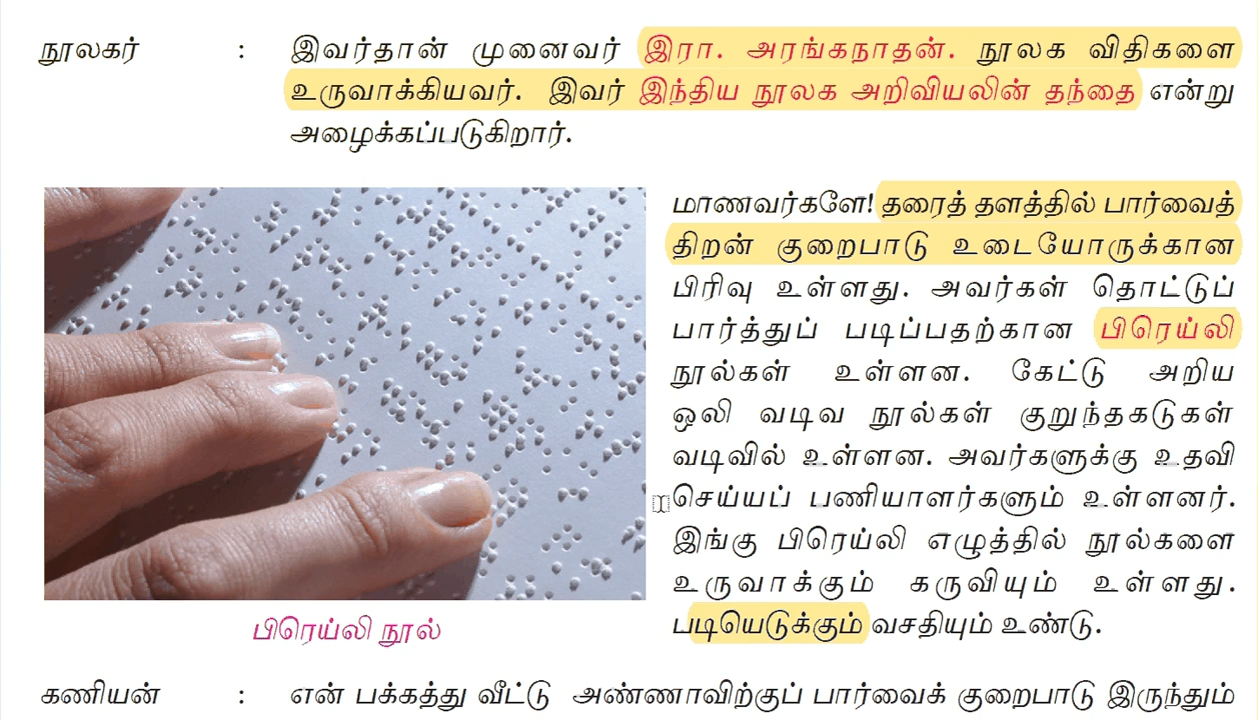 நூலகர் : இவர்தான் முனைவர் இரா. அரங்கநாதன். நூலக விதிகளை
உருவாக்கியவர். இவர் இந்திய நூலக அறிவியலின் தந்தை என்று
அழைக்கப்படுகிறார்.
மாணவர்களே! தரைத் தளத்தில் பார்வைத்
திறன் குறைபாடு உடையோருக்கான
பிரிவு உள்ளது. அவர்கள் தொட்டுப்
பார்த்துப் படிப்பதற்கான பிரெய்லி
நூல்கள் உள்ளன. கேட்டு அறிய
ஒலி வடிவ நூல்கள் குறுந்தகடுகள்
வடிவில் உள்ளன. அவர்களுக்கு உதவி
செய்யப் பணியாளர்களும் உள்ளனர்.
இங்கு பிரெய்லி எழுத்தில் நூல்களை
உருவாக்கும் கருவியும் உள்ளது.
படியெடுக்கும் வசதியும் உண்டு.
பிரெய்லி நூல்
கணியன் : என் பக்கத்து வீட்டு அண்ணாவிற்குப் பார்வைக் குறைபாடு இருந்தும்